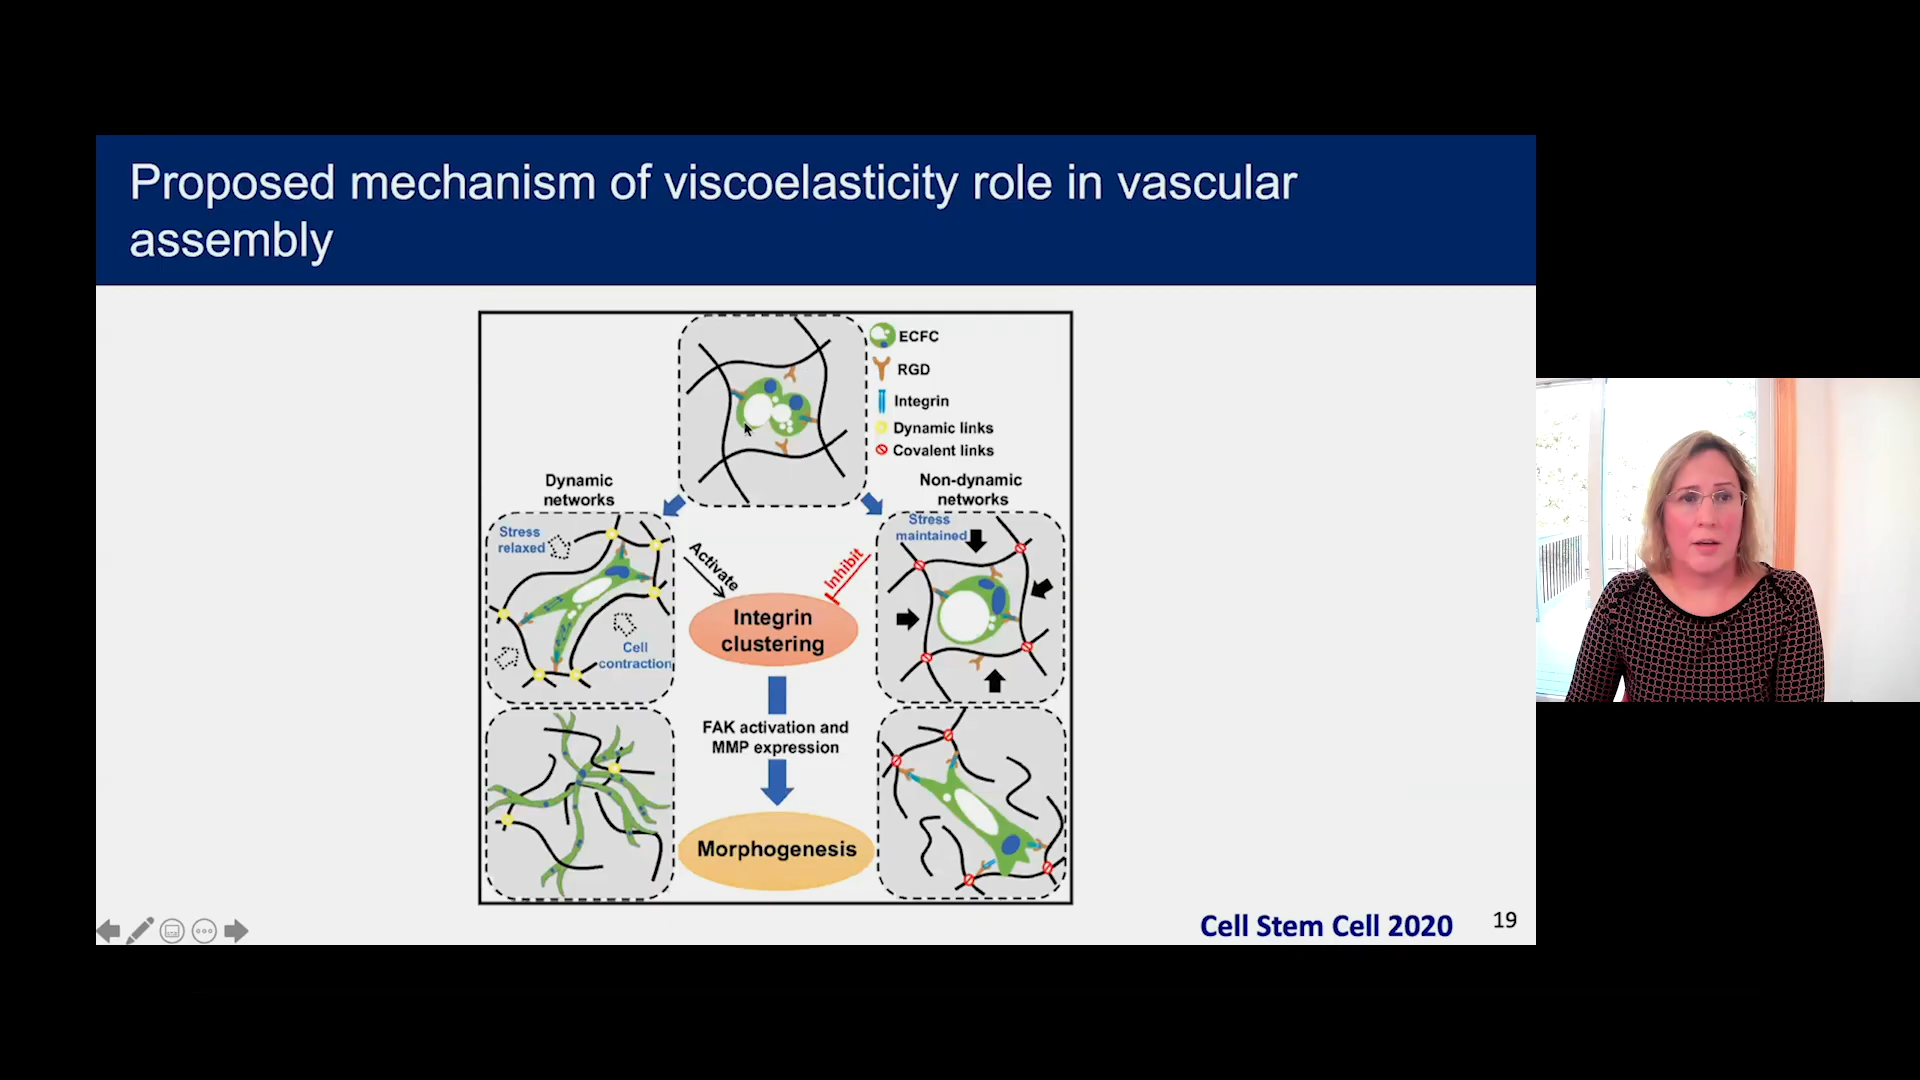 Proposed mechanism of viscoelasticity role in vascular
assembly
ECFC
RGD
Integrin
Dynamic links
Covalent links
Dynamic
networks
Non-dynamic
networks
Stress
relaxed
Cell
contraction
Activate
Inhibit
Stress
maintained
Integrin
clustering
FAK activation and
MMP expression
Morphogenesis
Cell Stem Cell 2020
19